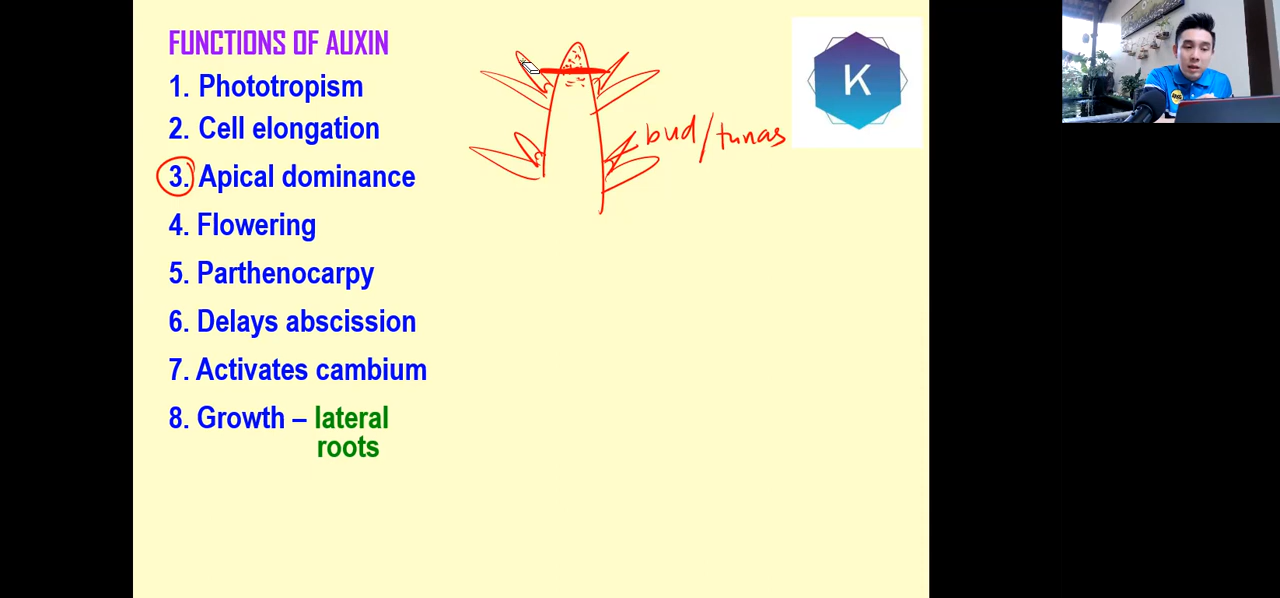 FUNCTIONS OF AUXIN
1. Phototropism
2. Cell elongation
3. Apical dominance
4. Flowering
5. Parthenocarpy
6. Delays abscission
7. Activates cambium
8. Growth – lateral
roots
bud/tunas
K